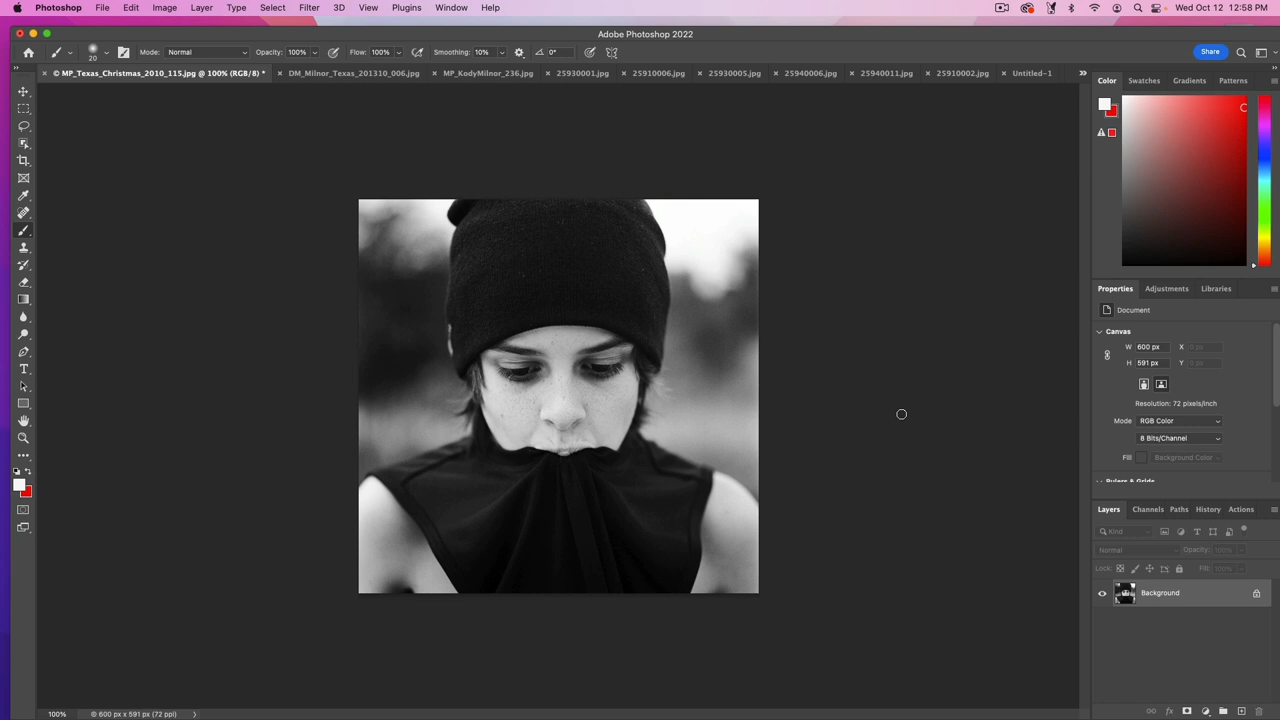 Photoshop File Edit Image Layer Type Select Filter 3D View Plugins Window Help Wed Oct 12 12:58 PM
Adobe Photoshop 2022
20 Mode: Normal Opacity: 100% Flow: 100% Smoothing: 10% 0° Share
© MP_Texas_Christmas_2010_115.jpg @ 100% (RGB/8) * DM_Milnor_Texas_201310_006.jpg MP_KodyMilnor_236.jpg 25930001.jpg 25910006.jpg 25930005.jpg 25940006.jpg 25940011.jpg 25910002.jpg Untitled-1
Color Swatches Gradients Patterns
Properties Adjustments Libraries
Document
Canvas
W 600 px X 0 px
H 591 px Y 0 px
Resolution: 72 pixels/inch
Mode RGB Color
8 Bits/Channel
Fill Background Color
Rulers & Grids
Layers Channels Paths History Actions
Kind
Normal Opacity: 100%
Lock: Fill: 100%
Background
100% © 600 px x 591 px (72 ppi)